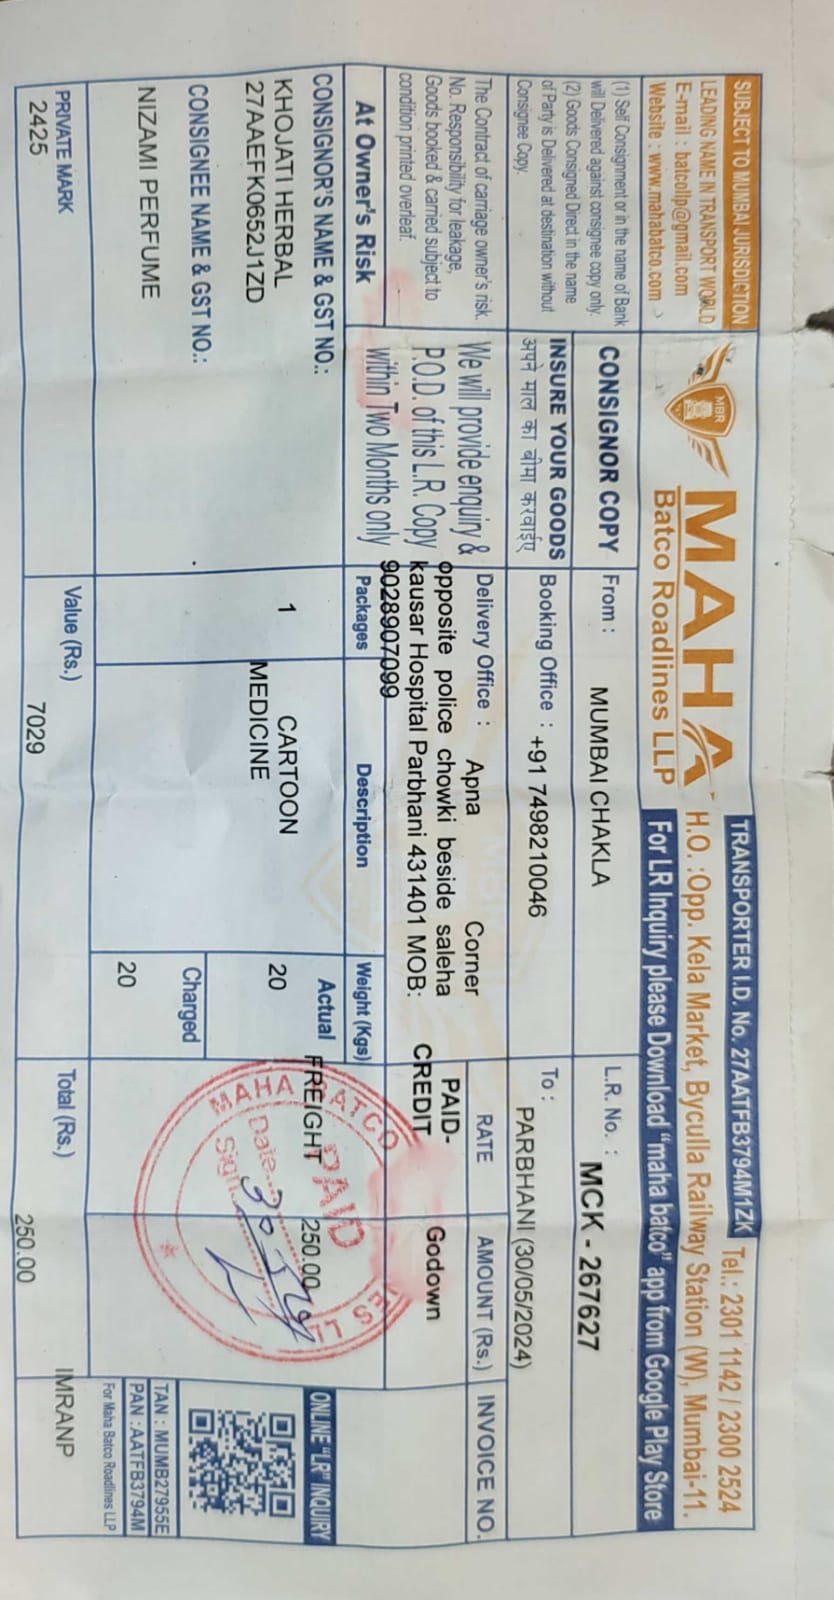 SUBJECT TO MUMBAI JURISDICTION
LEADING NAME IN TRANSPORT WORLD
E-mail : batcollp@gmail.com
Website : www.mahabatco.com
MBR
MAHA
Batco Roadlines LLP
TRANSPORTER I.D. No. 27AATFB3794M1ZK Tel.: 2301 1142 / 2300 2524
H.O. :Opp. Kela Market, Byculla Railway Station (W), Mumbai-11.
For LR Inquiry please Download "maha batco" app from Google Play Store
(1) Self Consignment or in the name of Bank
will Delivered against consignee copy only.
(2) Goods Consigned Direct in the name
of Party is Delivered at destination without
Consignee Copy.
CONSIGNOR COPY
INSURE YOUR GOODS
अपने माल का बीमा करवाईए
From : MUMBAI CHAKLA
Booking Office : +91 7498210046
L.R. No. : MCK - 267627
To : PARBHANI (30/05/2024)
The Contract of carriage owner's risk.
No. Responsibility for leakage,
Goods booked & carried subject to
condition printed overleaf.
We will provide enquiry &
P.O.D. of this L.R. Copy
within Two Months only
Delivery Office : Apna Corner
opposite police chowki beside saleha
kausar Hospital Parbhani 431401 MOB:
9028907099
RATE
AMOUNT (Rs.)
INVOICE NO.
PAID-
CREDIT
Godown
At Owner's Risk
Packages
Description
Weight (Kgs)
CONSIGNOR'S NAME & GST NO.:
KHOJATI HERBAL
27AAEFK0652J1ZD
1
CARTOON
MEDICINE
Actual
20
FREIGHT 250.00
MAHA BATCO
PAID
Date
Sign
ONLINE "LR" INQUIRY
CONSIGNEE NAME & GST NO.:
NIZAMI PERFUME
Charged
20
TAN : MUMB27955E
PAN : AATFB3794M
For Maha Batco Roadlines LLP
PRIVATE MARK
2425
Value (Rs.)
7029
Total (Rs.)
250.00
IMRANP